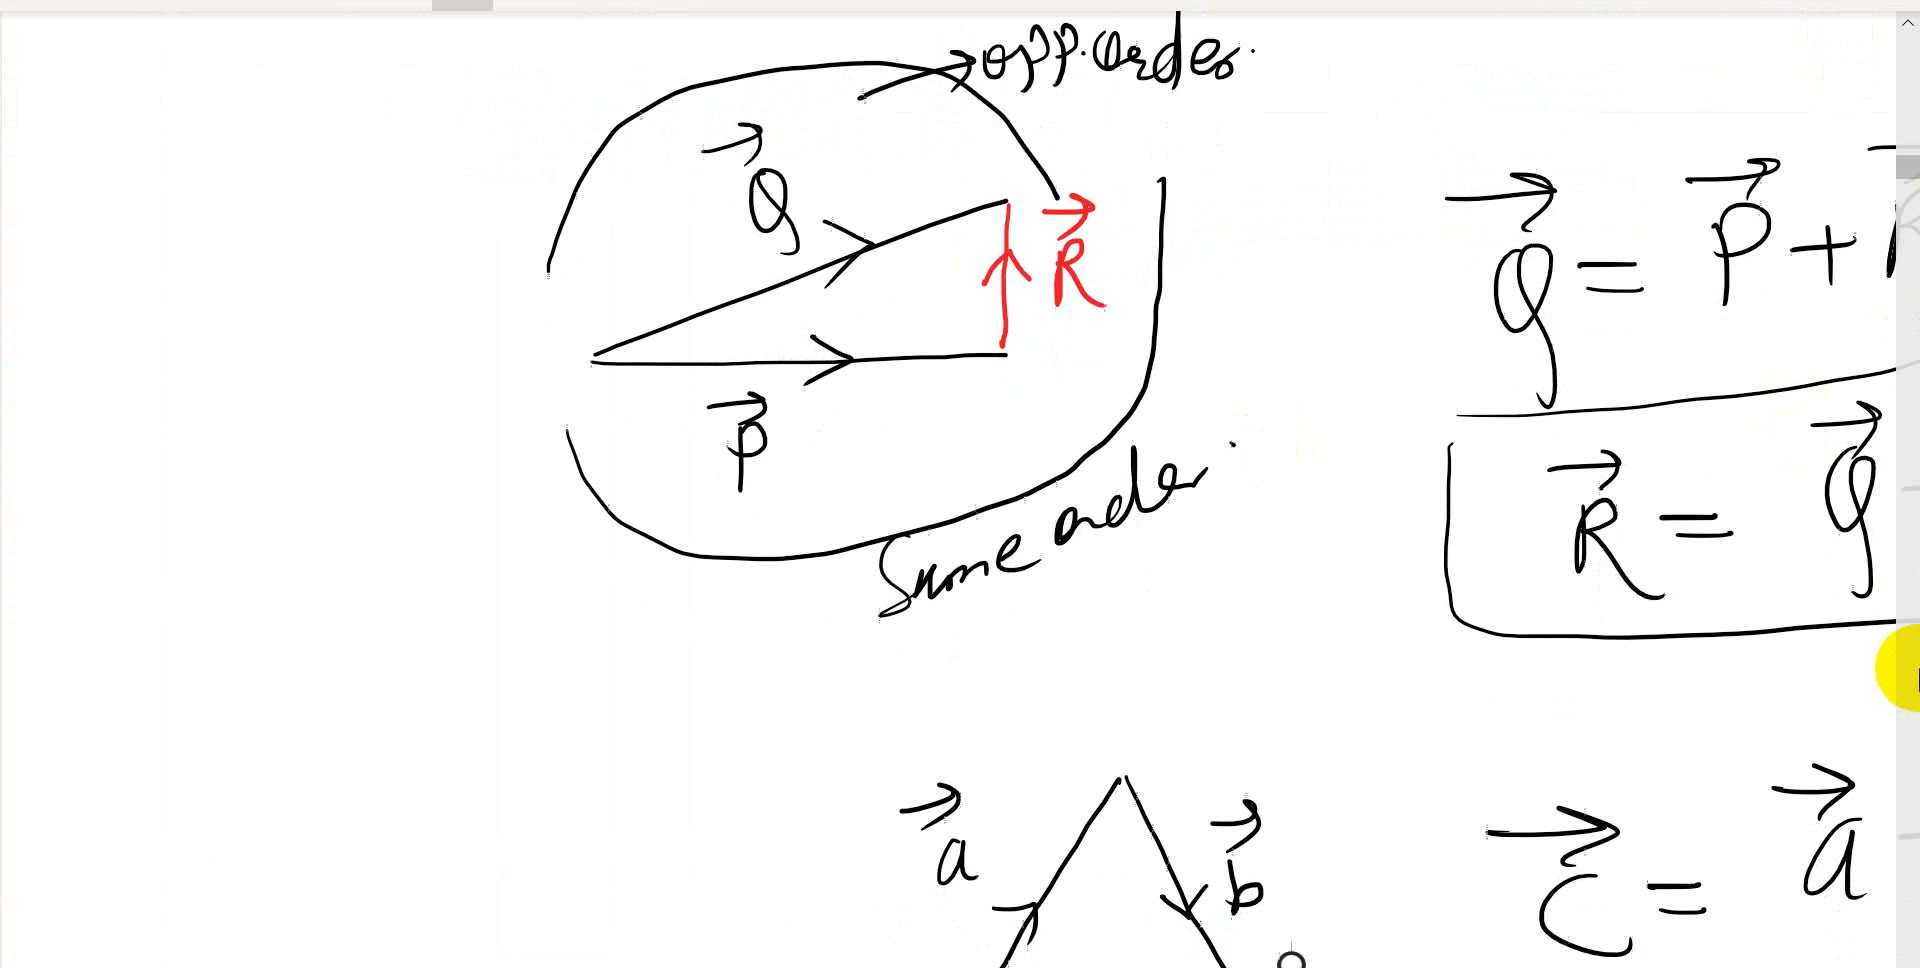 opp. order.
Q⃗
R⃗
Q⃗ = P⃗ +
P⃗
R⃗ = Q⃗
Same order.
a⃗
b⃗
c⃗ = a⃗